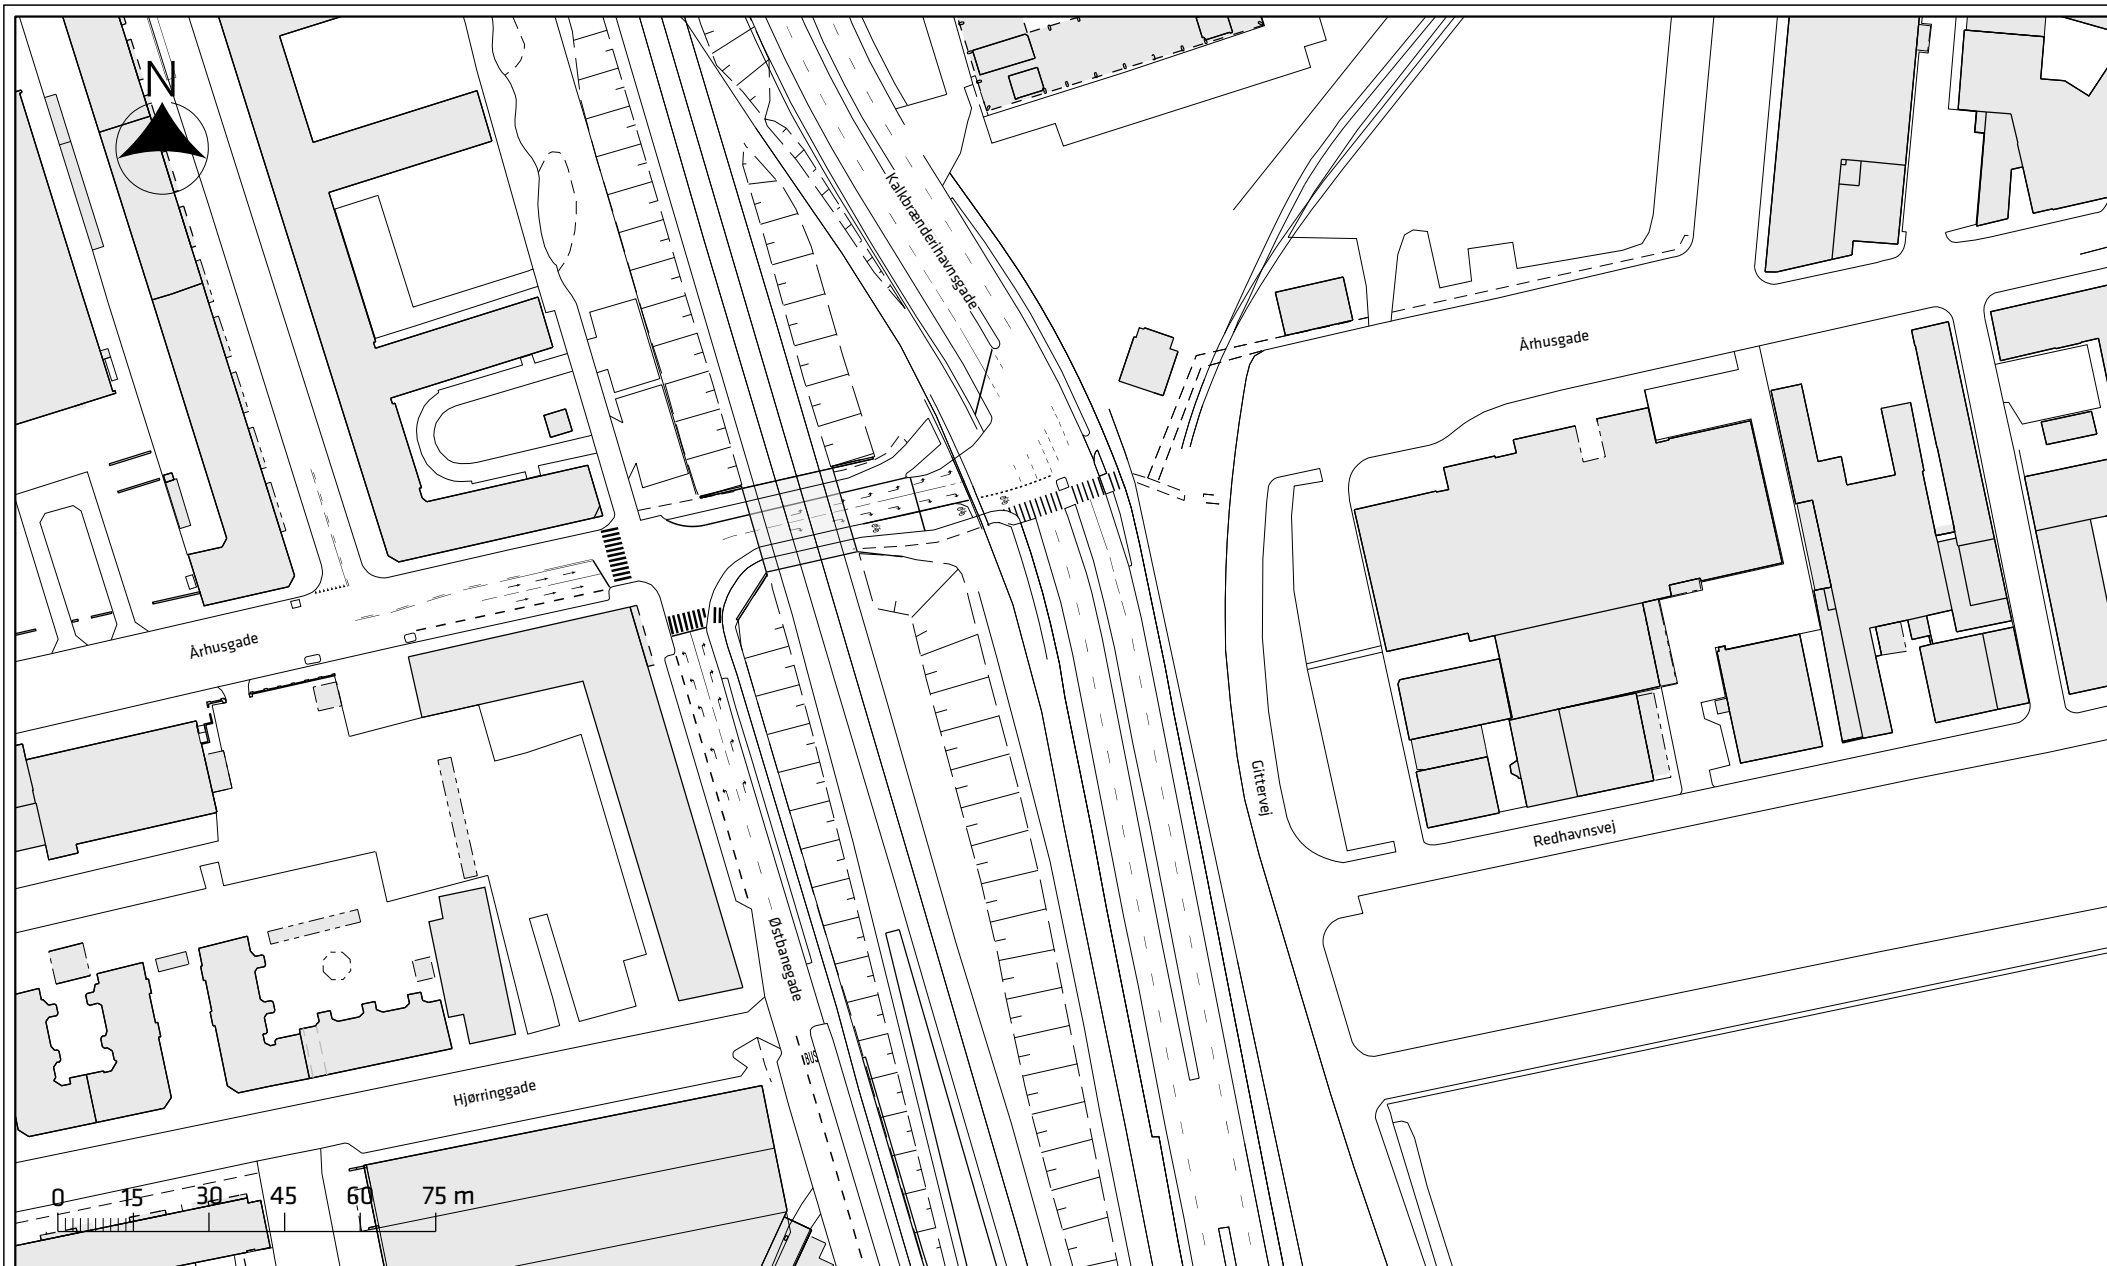 N
Kalkbrænderihavnsgade
Århusgade
Århusgade
Gittervej
Redhavnsvej
Østbanegade
BUS
Hjørringgade
0 15 30 45 60 75 m